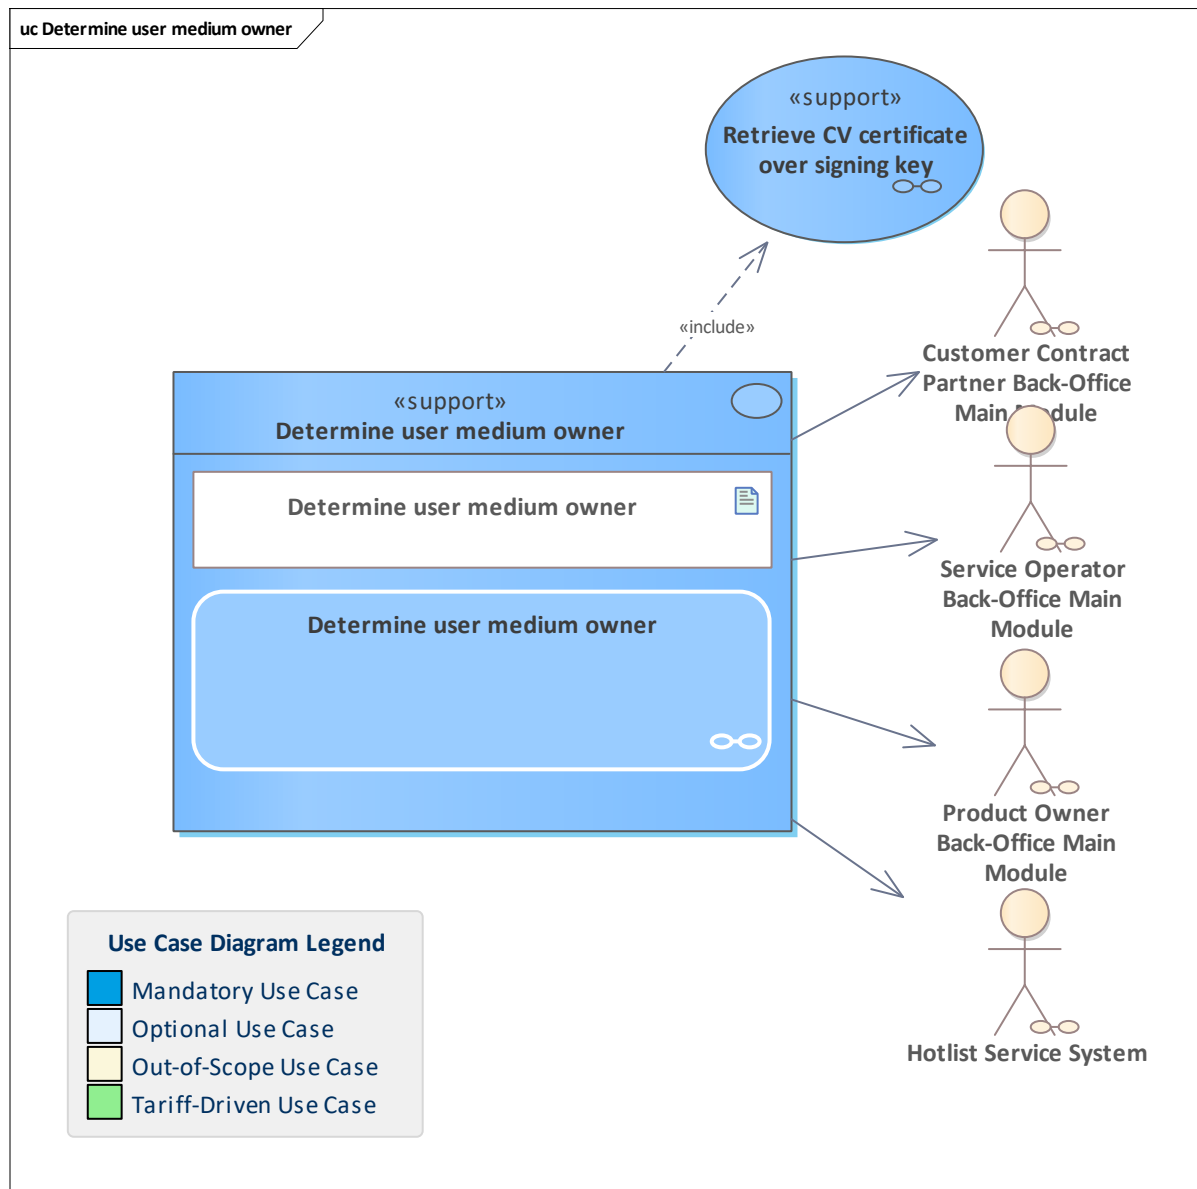 uc Determine user medium owner
«support»
Retrieve CV certificate
over signing key
«include»
Customer Contract
Partner Back-Office
Main Module
«support»
Determine user medium owner
Determine user medium owner
Service Operator
Back-Office Main
Module
Determine user medium owner
Product Owner
Back-Office Main
Module
Hotlist Service System
Use Case Diagram Legend
Mandatory Use Case
Optional Use Case
Out-of-Scope Use Case
Tariff-Driven Use Case